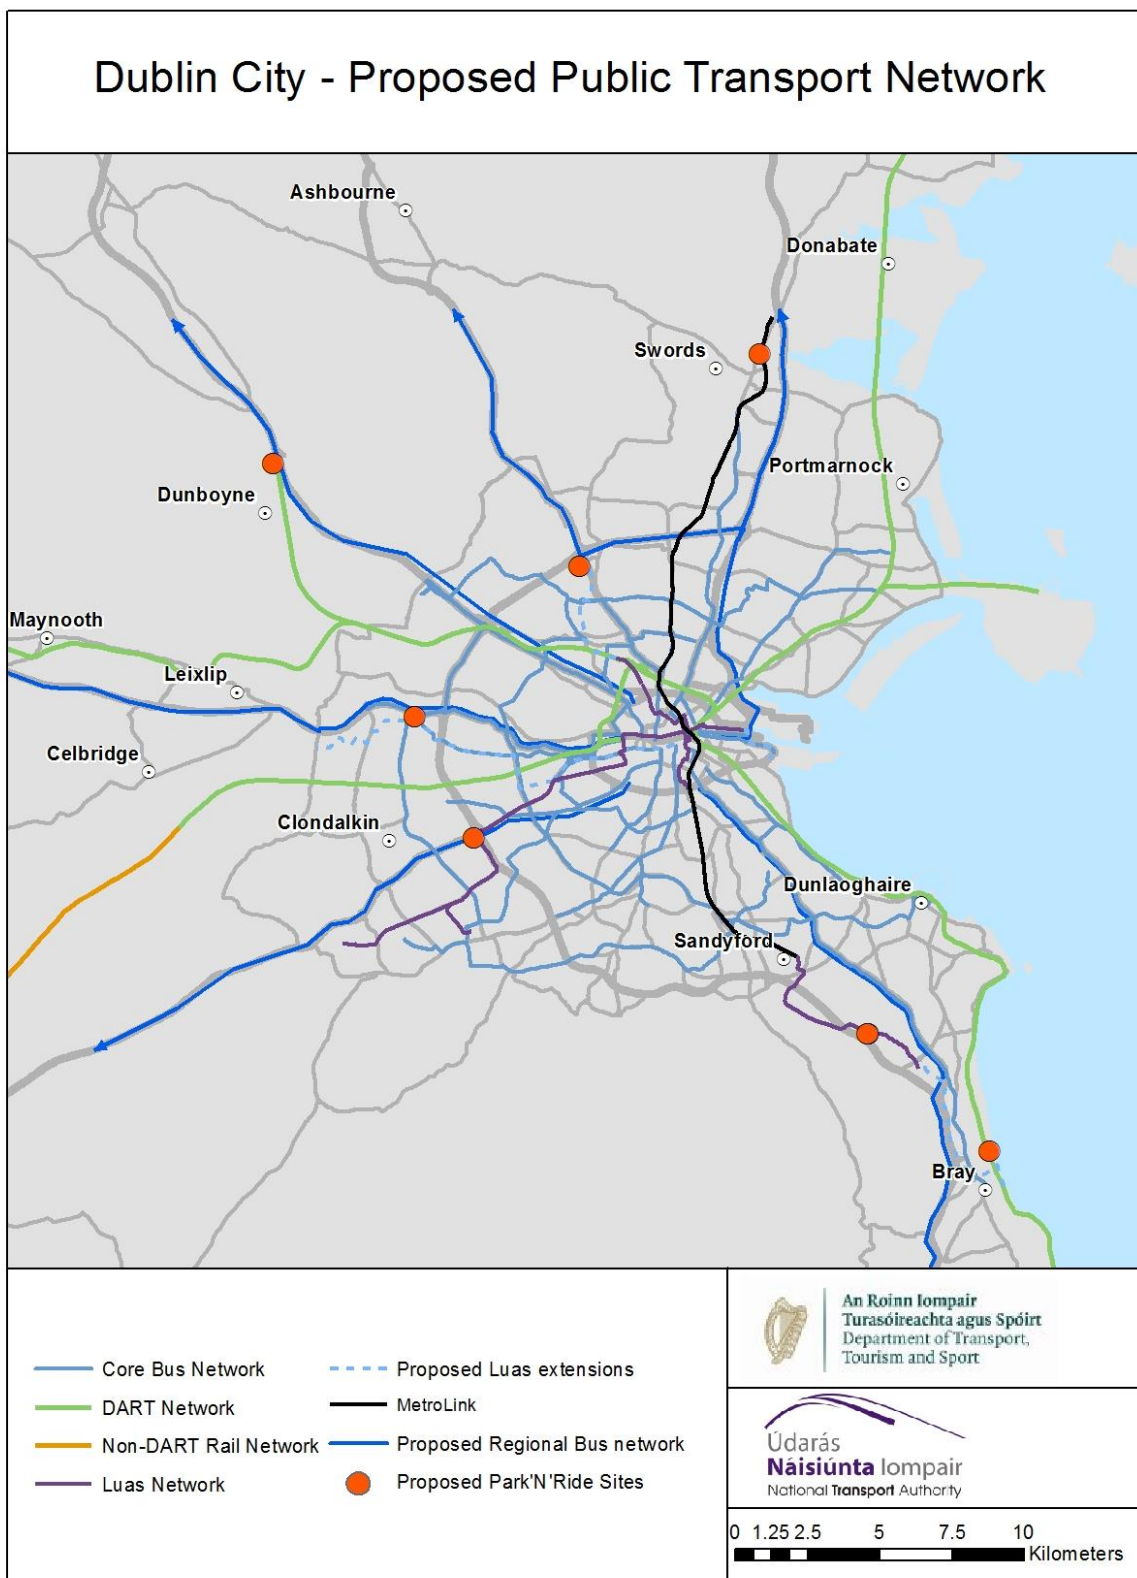 Dublin City - Proposed Public Transport Network
Ashbourne
Donabate
Swords
Portmarnock
Dunboyne
Maynooth
Leixlip
Celbridge
Clondalkin
Dunlaoghaire
Sandyford
Bray
Core Bus Network
DART Network
Non-DART Rail Network
Luas Network
Proposed Luas extensions
MetroLink
Proposed Regional Bus network
Proposed Park'N'Ride Sites
An Roinn Iompair
Turasóireachta agus Spóirt
Department of Transport,
Tourism and Sport
Údarás
Náisiúnta Iompair
National Transport Authority
0 1.25 2.5 5 7.5 10
Kilometers